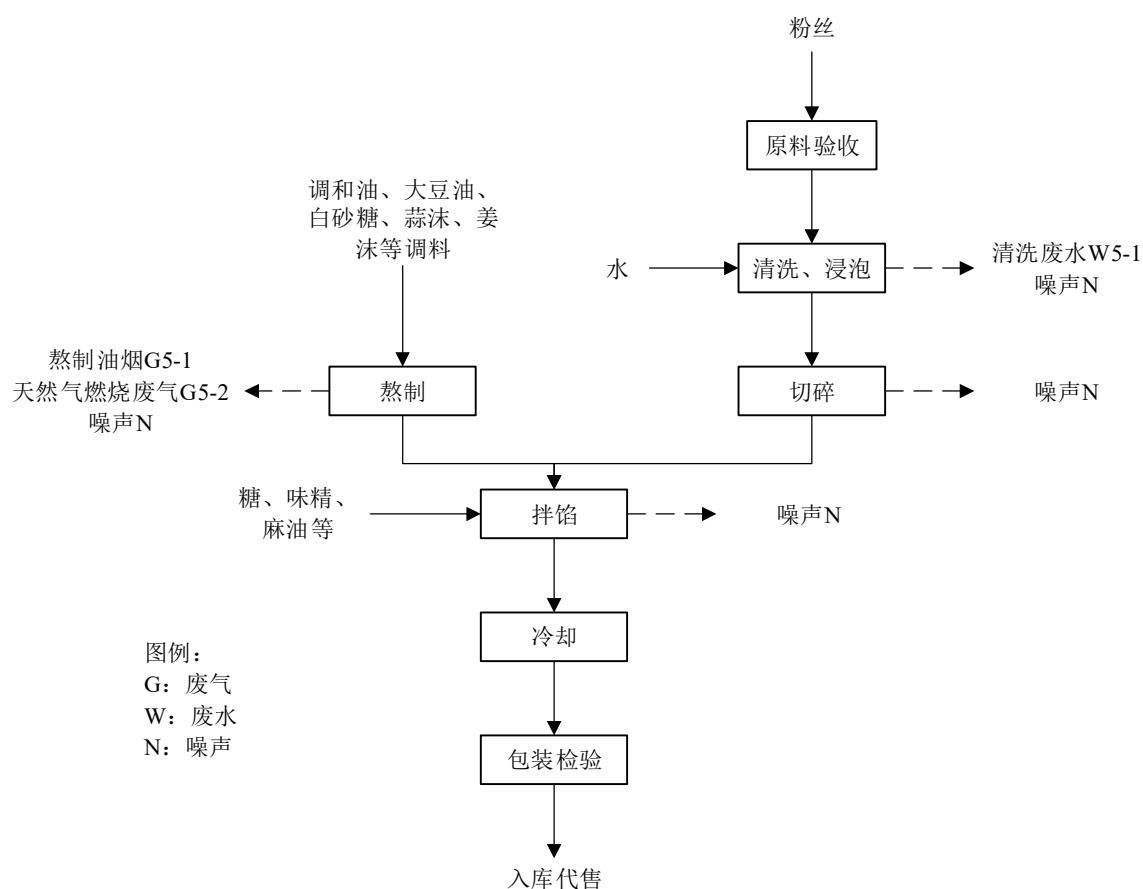 粉丝
原料验收
调和油、大豆油、
白砂糖、蒜沫、姜
沫等调料
水
清洗、浸泡
清洗废水W5-1
噪声N
熬制油烟G5-1
天然气燃烧废气G5-2
噪声N
熬制
切碎
噪声N
糖、味精、
麻油等
拌馅
噪声N
冷却
图例：
G：废气
W：废水
N：噪声
包装检验
入库代售